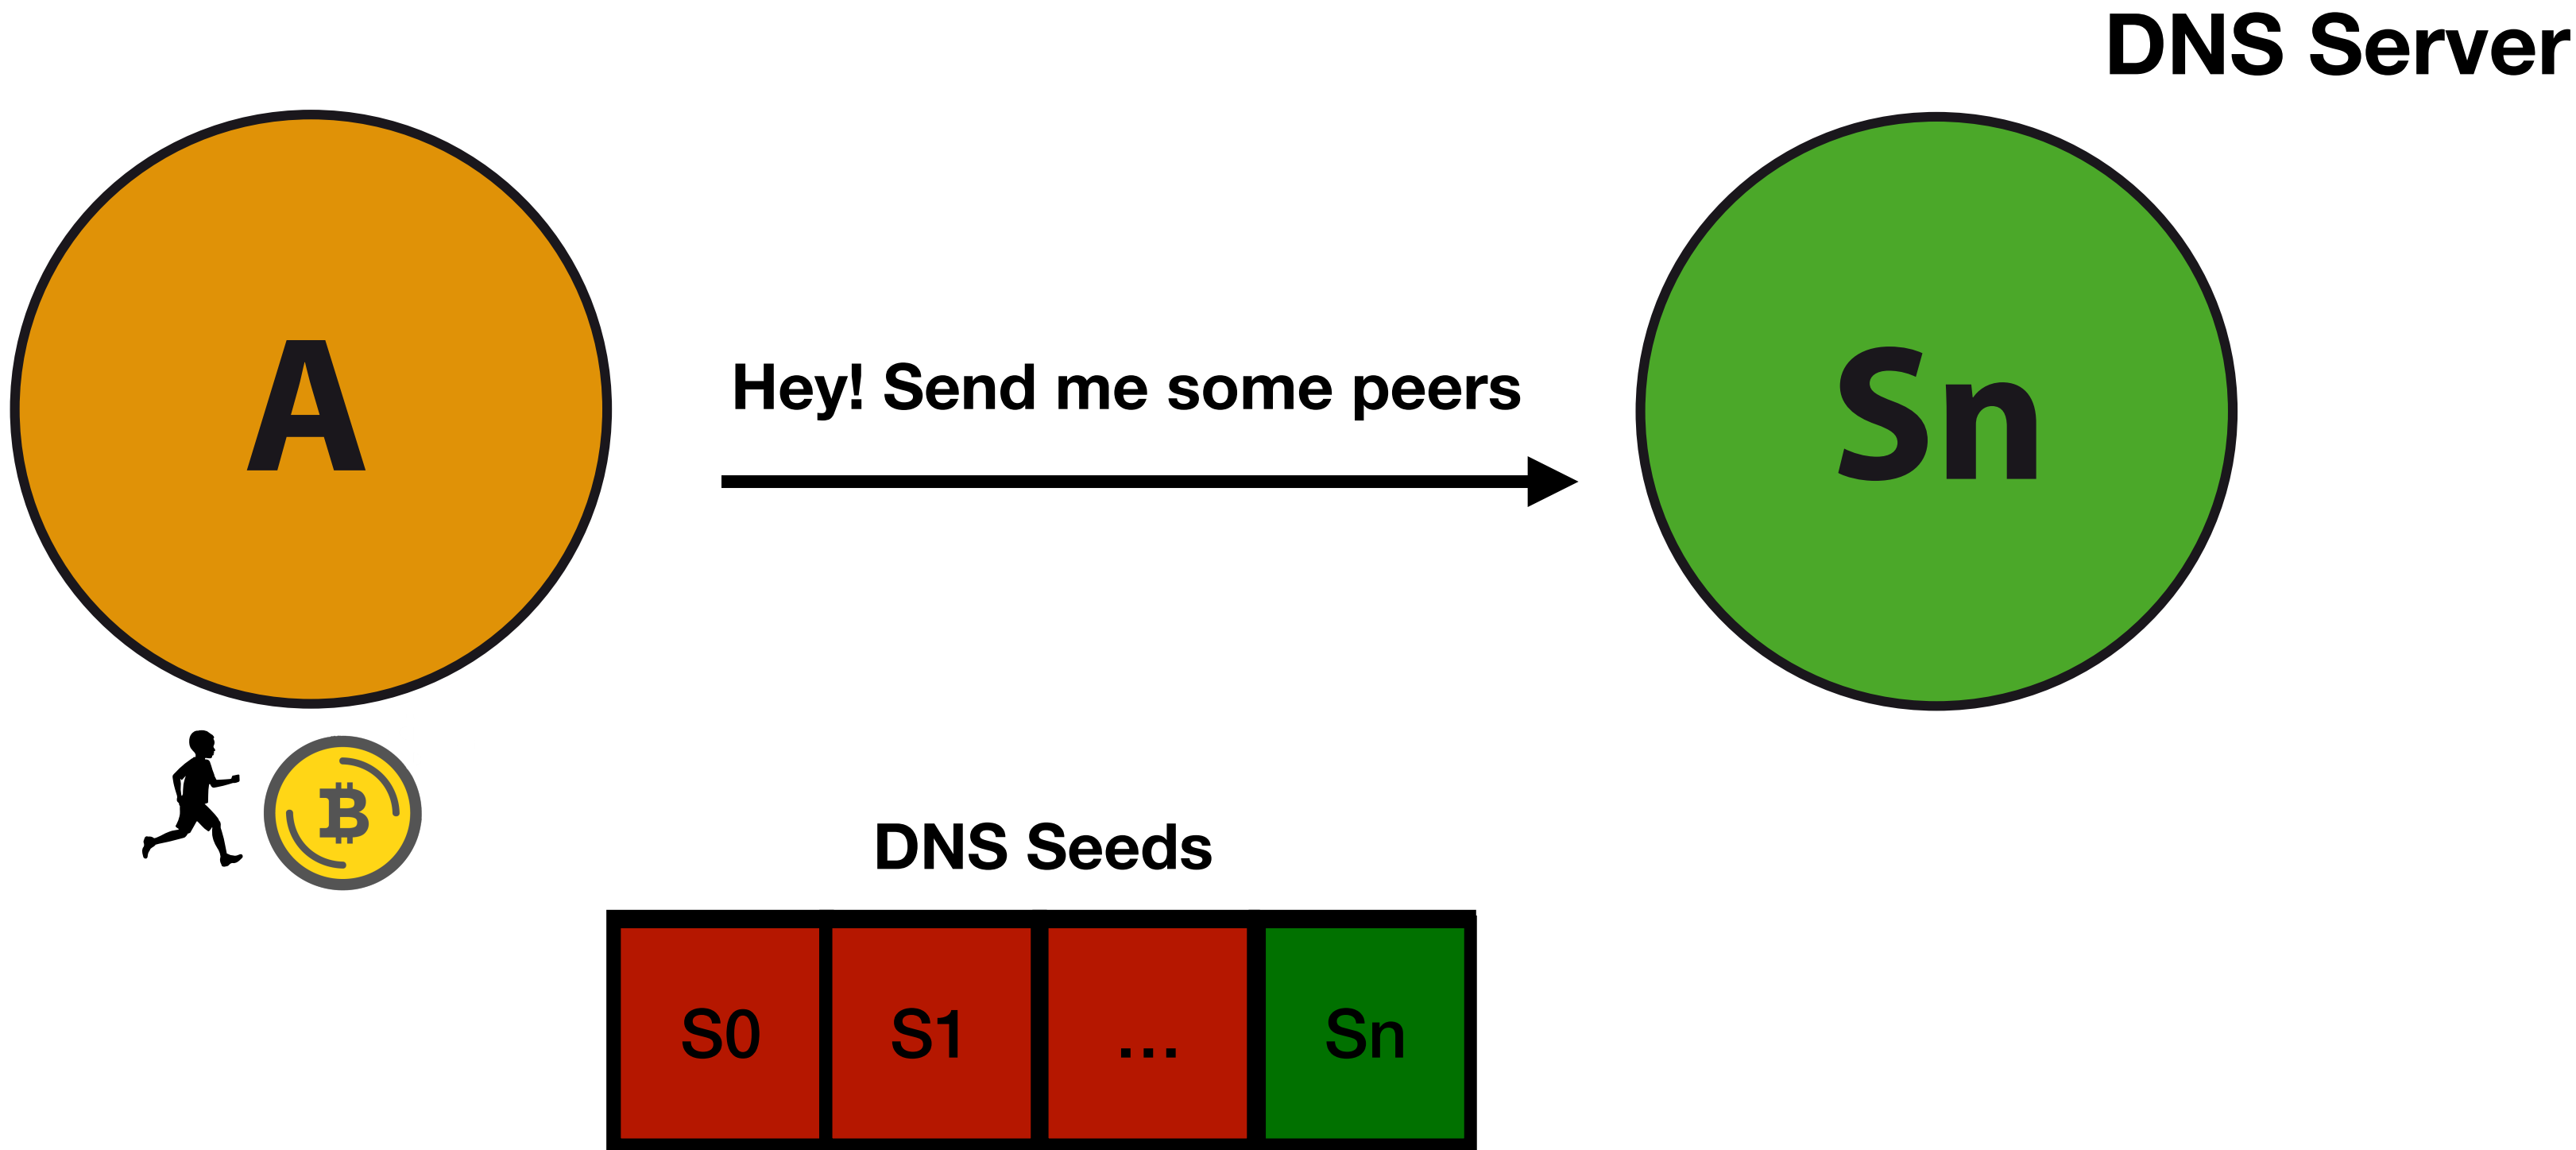 DNS Server
A
Hey! Send me some peers
Sn
DNS Seeds
S0
S1
...
Sn